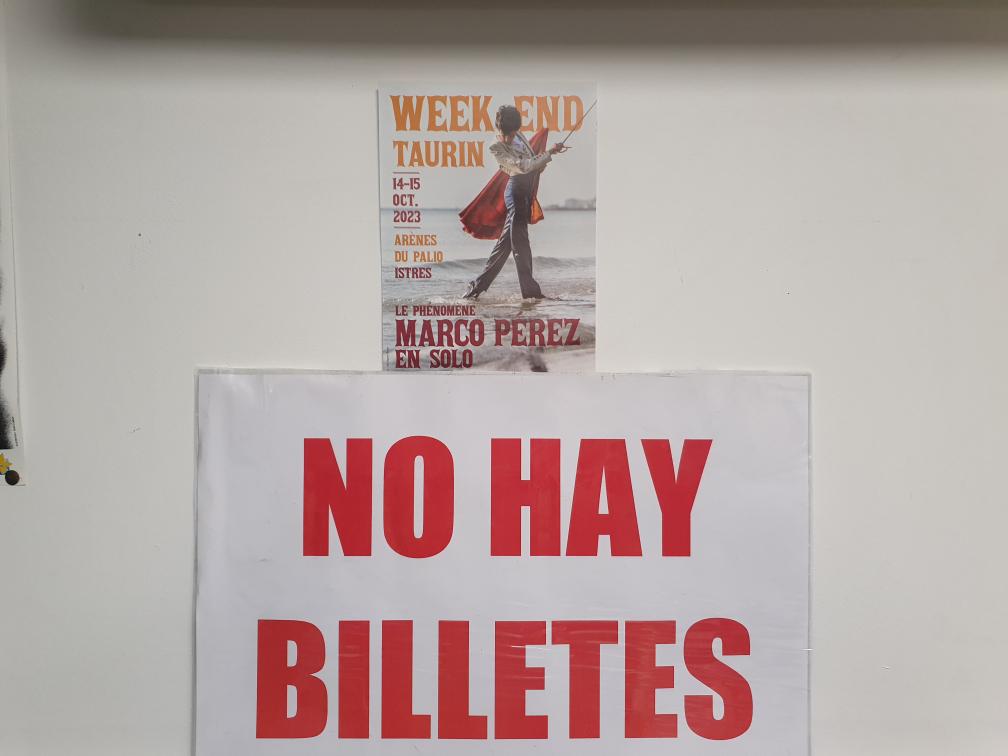 WEEK END
TAURIN
14-15
OCT.
2023
ARÈNES
DU PALIO
ISTRES
LE PHÉNOMÈNE
MARCO PEREZ
EN SOLO
NO HAY
BILLETES